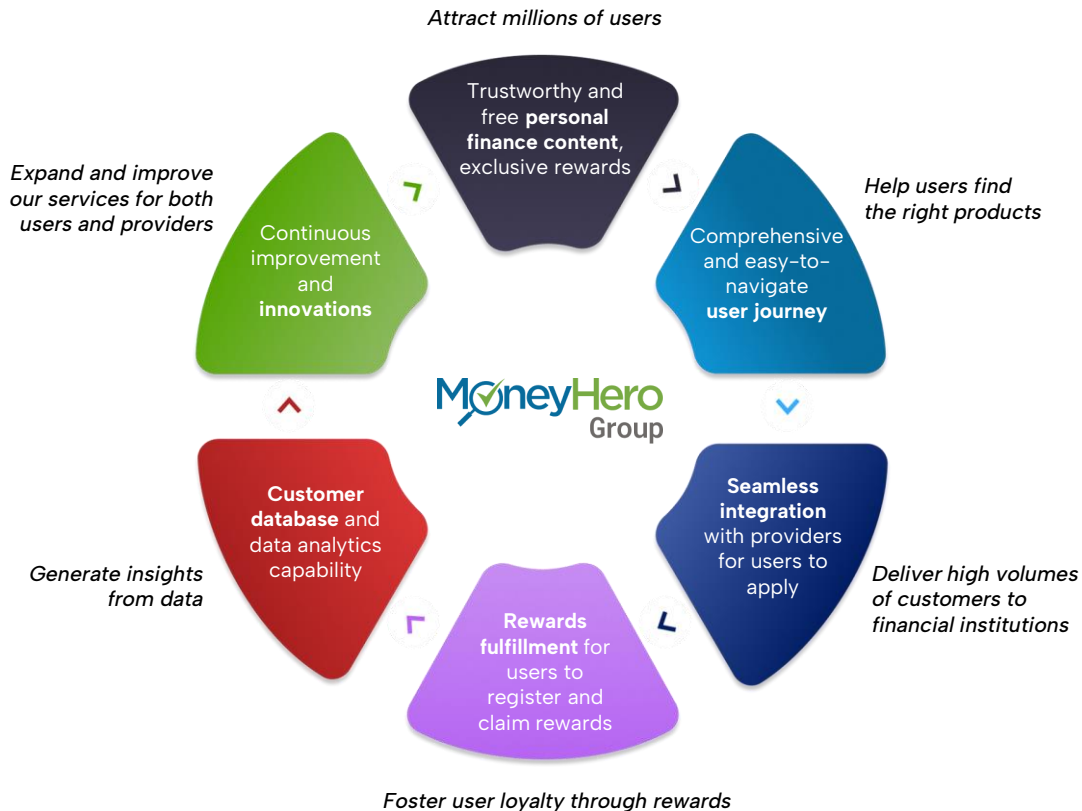 Attract millions of users
Trustworthy and
free personal
finance content,
exclusive rewards
Help users find
the right products
Comprehensive
and easy-to-
navigate
user journey
Deliver high volumes
of customers to
financial institutions
Seamless
integration
with providers
for users to
apply
Foster user loyalty through rewards
Rewards
fulfillment for
users to
register and
claim rewards
Generate insights
from data
Customer
database and
data analytics
capability
Expand and improve
our services for both
users and providers
Continuous
improvement
and
innovations
MoneyHero
Group